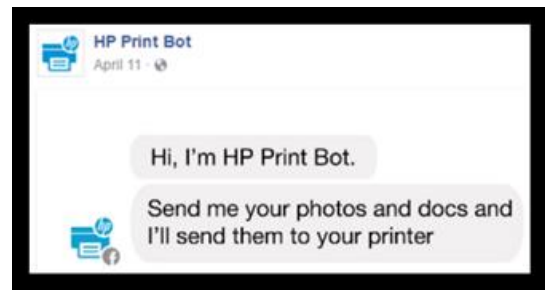 HP Print Bot
April 11 ·
Hi, I'm HP Print Bot.
Send me your photos and docs and
I'll send them to your printer